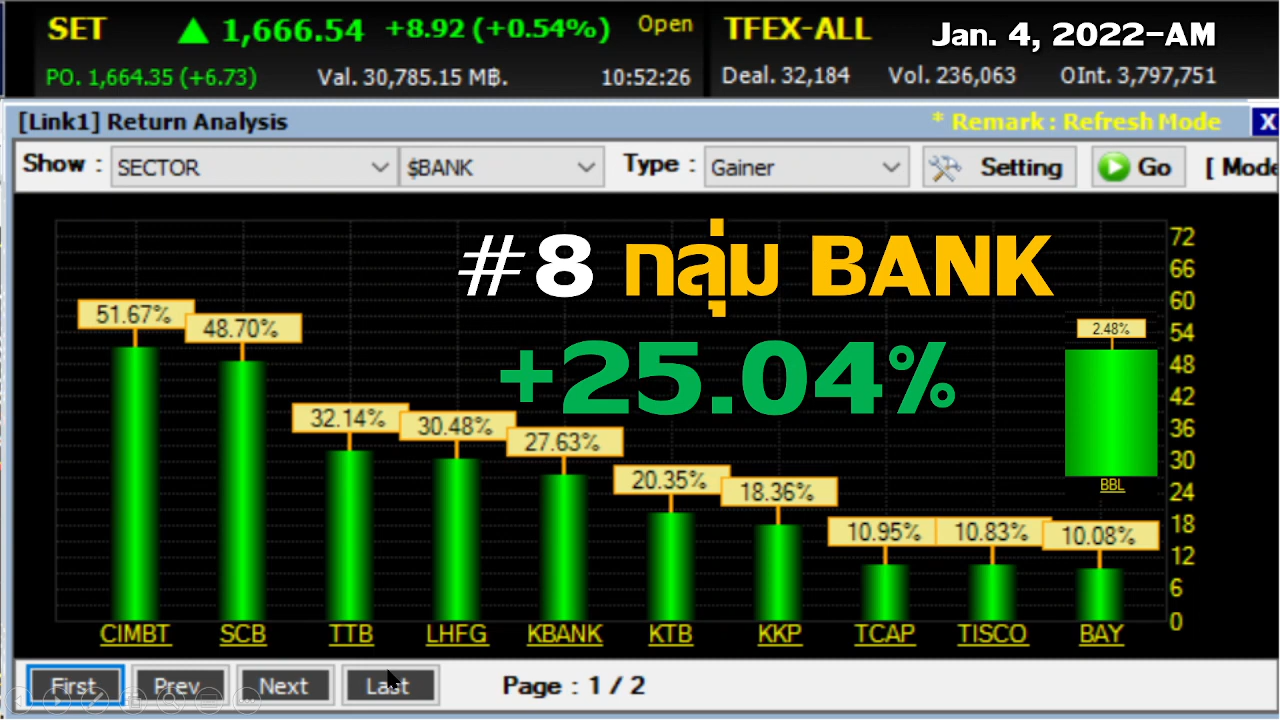 SET ▲ 1,666.54 +8.92 (+0.54%) Open TFEX-ALL Jan. 4, 2022-AM
PO. 1,664.35 (+6.73) Val. 30,785.15 M฿. 10:52:26 Deal. 32,184 Vol. 236,063 OInt. 3,797,751
[Link1] Return Analysis * Remark : Refresh Mode X
Show : SECTOR $BANK Type : Gainer Setting Go [ Mode
#8 กลุ่ม BANK
+25.04%
72
66
60
54
48
42
36
30
24
18
12
6
0
51.67% 48.70% 32.14% 30.48% 27.63% 20.35% 18.36% 10.95% 10.83% 10.08%
2.48%
BBL
CIMBT SCB TTB LHFG KBANK KTB KKP TCAP TISCO BAY
First Prev Next Last Page : 1 / 2